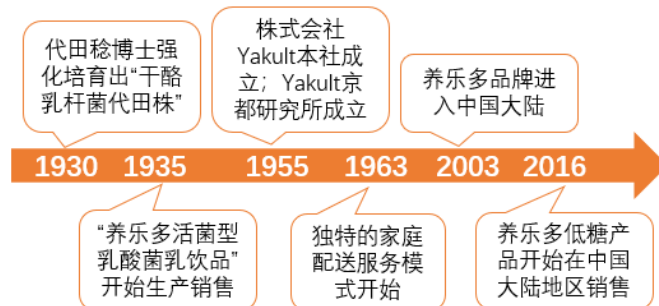 代田稔博士强
化培育出“干酪
乳杆菌代田株”
株式会社
Yakult本社成
立；Yakult京
都研究所成立
养乐多品牌进
入中国大陆
1930 1935 1955 1963 2003 2016
“养乐多活菌型
乳酸菌乳饮品”
开始生产销售
独特的家庭
配送服务模
式开始
养乐多低糖产
品开始在中国
大陆地区销售